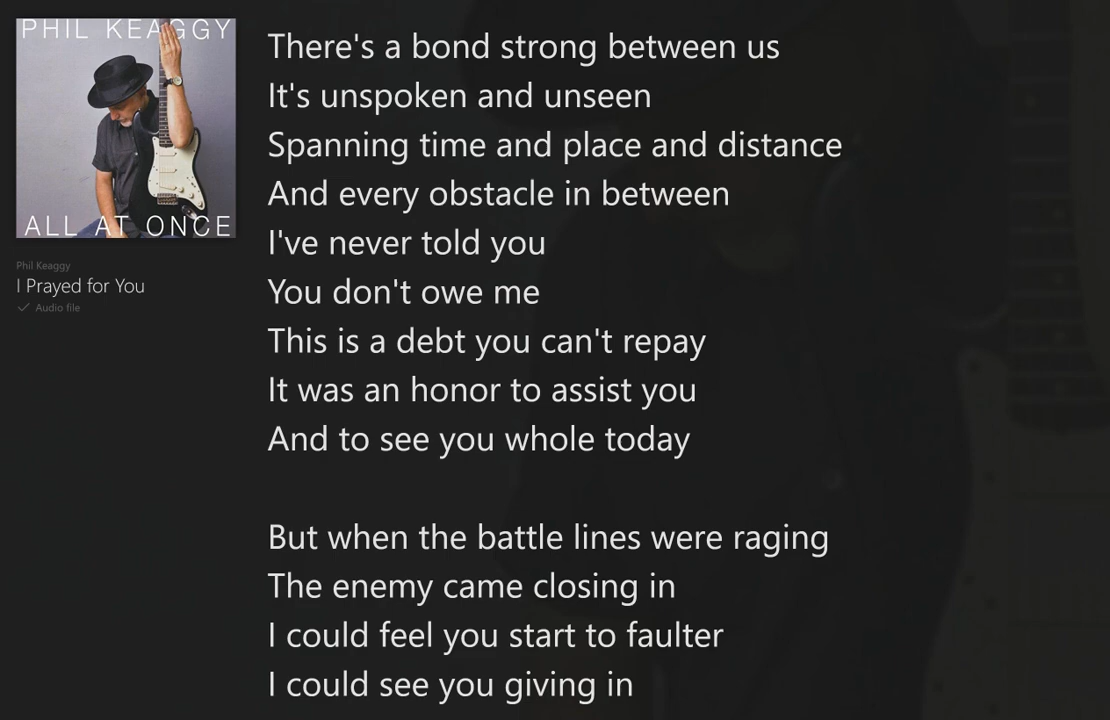 PHIL KEAGGY
ALL AT ONCE
Phil Keaggy
I Prayed for You
Audio file
There's a bond strong between us
It's unspoken and unseen
Spanning time and place and distance
And every obstacle in between
I've never told you
You don't owe me
This is a debt you can't repay
It was an honor to assist you
And to see you whole today
But when the battle lines were raging
The enemy came closing in
I could feel you start to faulter
I could see you giving in